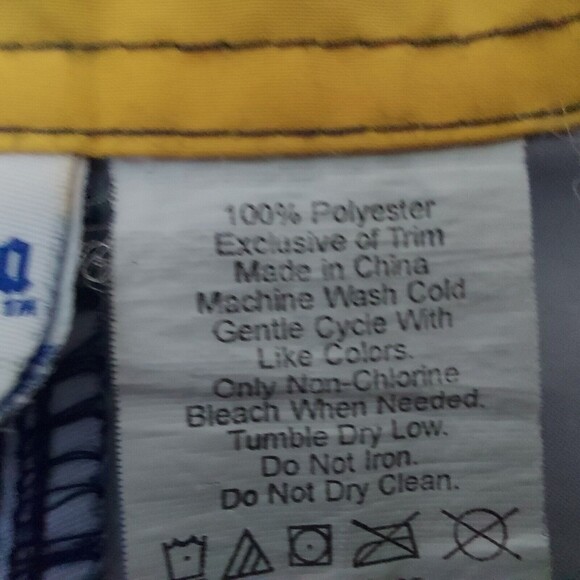 100% Polyester
Exclusive of Trim
Made in China
Machine Wash Cold
Gentle Cycle With
Like Colors.
Only Non-Chlorine
Bleach When Needed.
Tumble Dry Low.
Do Not Iron.
Do Not Dry Clean.
a
TM